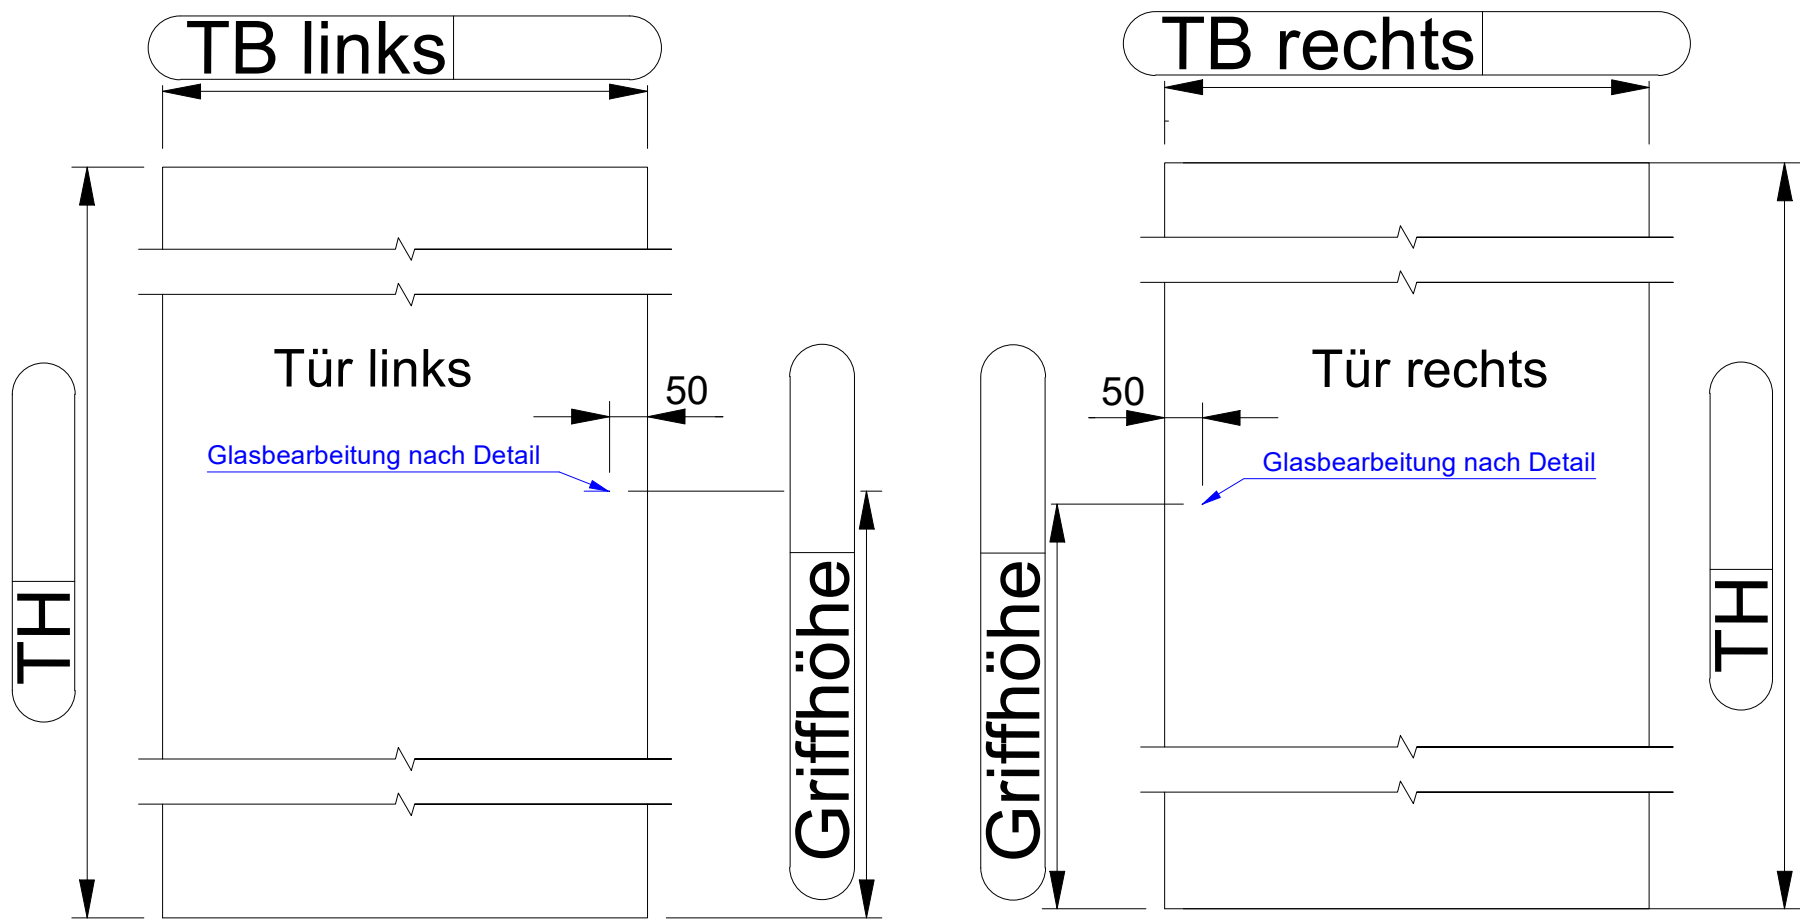 TB links
TB rechts
Tür links
Tür rechts
50
50
Glasbearbeitung nach Detail
Glasbearbeitung nach Detail
TH
Griffhöhe
Griffhöhe
TH